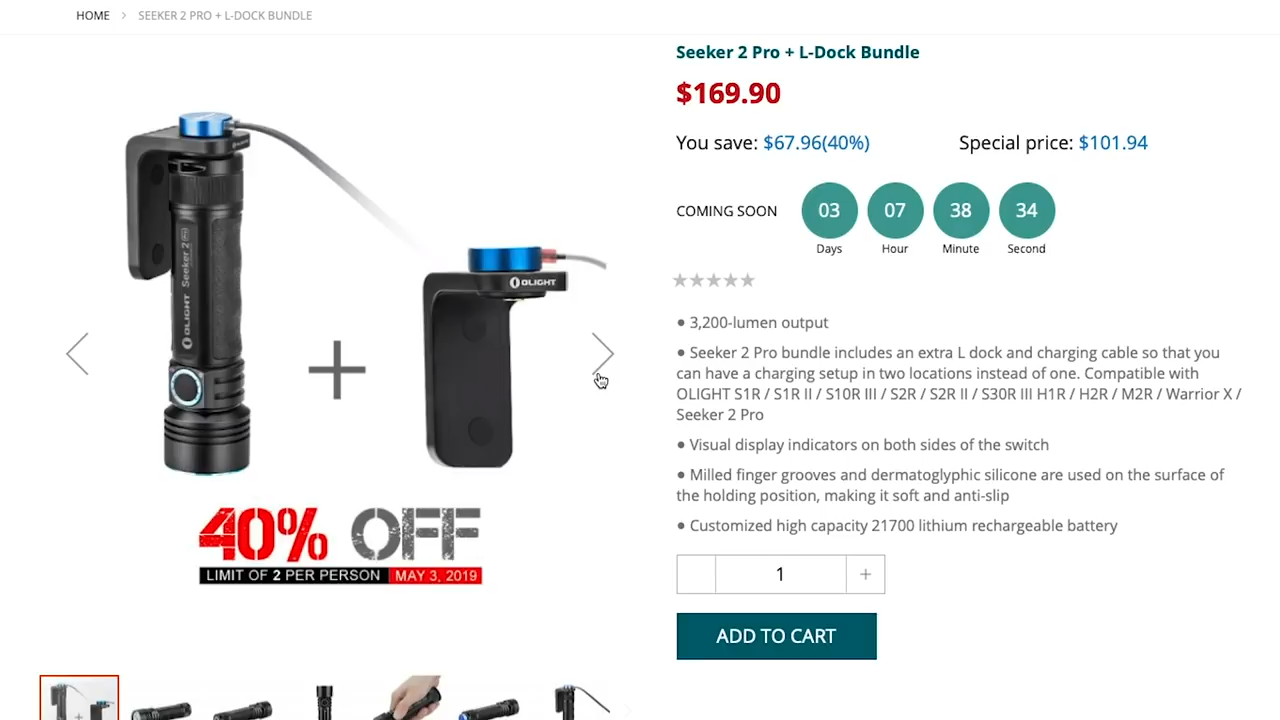 HOME > SEEKER 2 PRO + L-DOCK BUNDLE
Seeker 2 Pro + L-Dock Bundle
$169.90
You save: $67.96(40%) Special price: $101.94
COMING SOON 03 07 38 34
Days Hour Minute Second
• 3,200-lumen output
• Seeker 2 Pro bundle includes an extra L dock and charging cable so that you
can have a charging setup in two locations instead of one. Compatible with
OLIGHT S1R / S1R II / S10R III / S2R / S2R II / S30R III H1R / H2R / M2R / Warrior X /
Seeker 2 Pro
• Visual display indicators on both sides of the switch
• Milled finger grooves and dermatoglyphic silicone are used on the surface of
the holding position, making it soft and anti-slip
• Customized high capacity 21700 lithium rechargeable battery
1 +
ADD TO CART
OLIGHT Seeker 2 Pro
OLIGHT
+
40% OFF
LIMIT OF 2 PER PERSON MAY 3, 2019